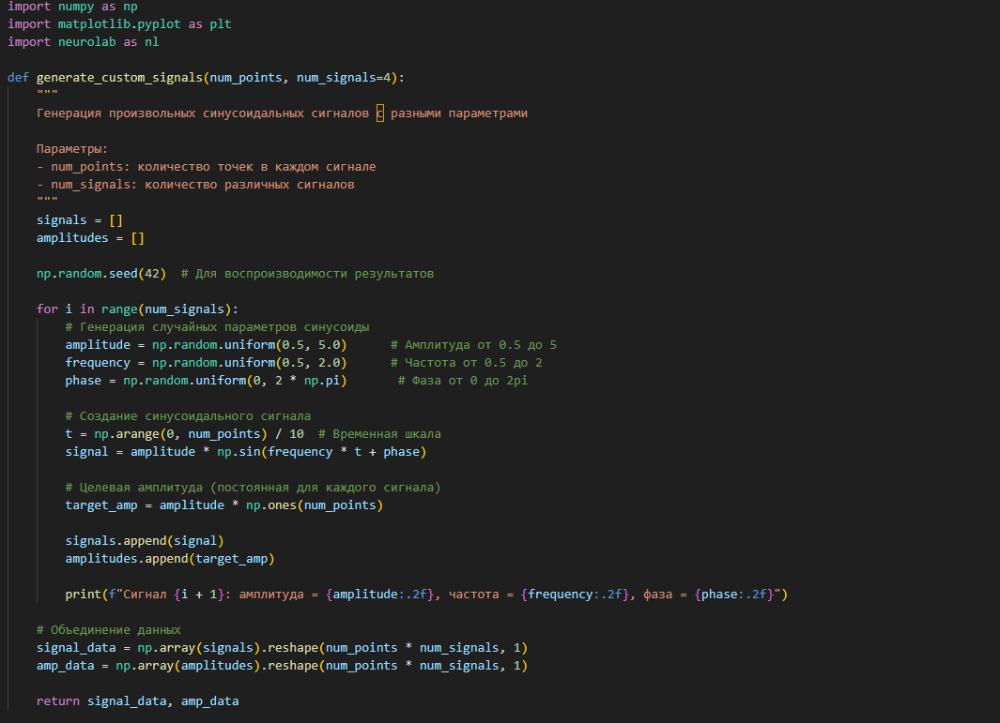 import numpy as np
import matplotlib.pyplot as plt
import neurolab as nl

def generate_custom_signals(num_points, num_signals=4):
    """
    Генерация произвольных синусоидальных сигналов с разными параметрами

    Параметры:
    - num_points: количество точек в каждом сигнале
    - num_signals: количество различных сигналов
    """
    signals = []
    amplitudes = []

    np.random.seed(42)  # Для воспроизводимости результатов

    for i in range(num_signals):
        # Генерация случайных параметров синусоиды
        amplitude = np.random.uniform(0.5, 5.0)      # Амплитуда от 0.5 до 5
        frequency = np.random.uniform(0.5, 2.0)      # Частота от 0.5 до 2
        phase = np.random.uniform(0, 2 * np.pi)       # Фаза от 0 до 2pi

        # Создание синусоидального сигнала
        t = np.arange(0, num_points) / 10  # Временная шкала
        signal = amplitude * np.sin(frequency * t + phase)

        # Целевая амплитуда (постоянная для каждого сигнала)
        target_amp = amplitude * np.ones(num_points)

        signals.append(signal)
        amplitudes.append(target_amp)

        print(f"Сигнал {i + 1}: амплитуда = {amplitude:.2f}, частота = {frequency:.2f}, фаза = {phase:.2f}")

    # Объединение данных
    signal_data = np.array(signals).reshape(num_points * num_signals, 1)
    amp_data = np.array(amplitudes).reshape(num_points * num_signals, 1)

    return signal_data, amp_data